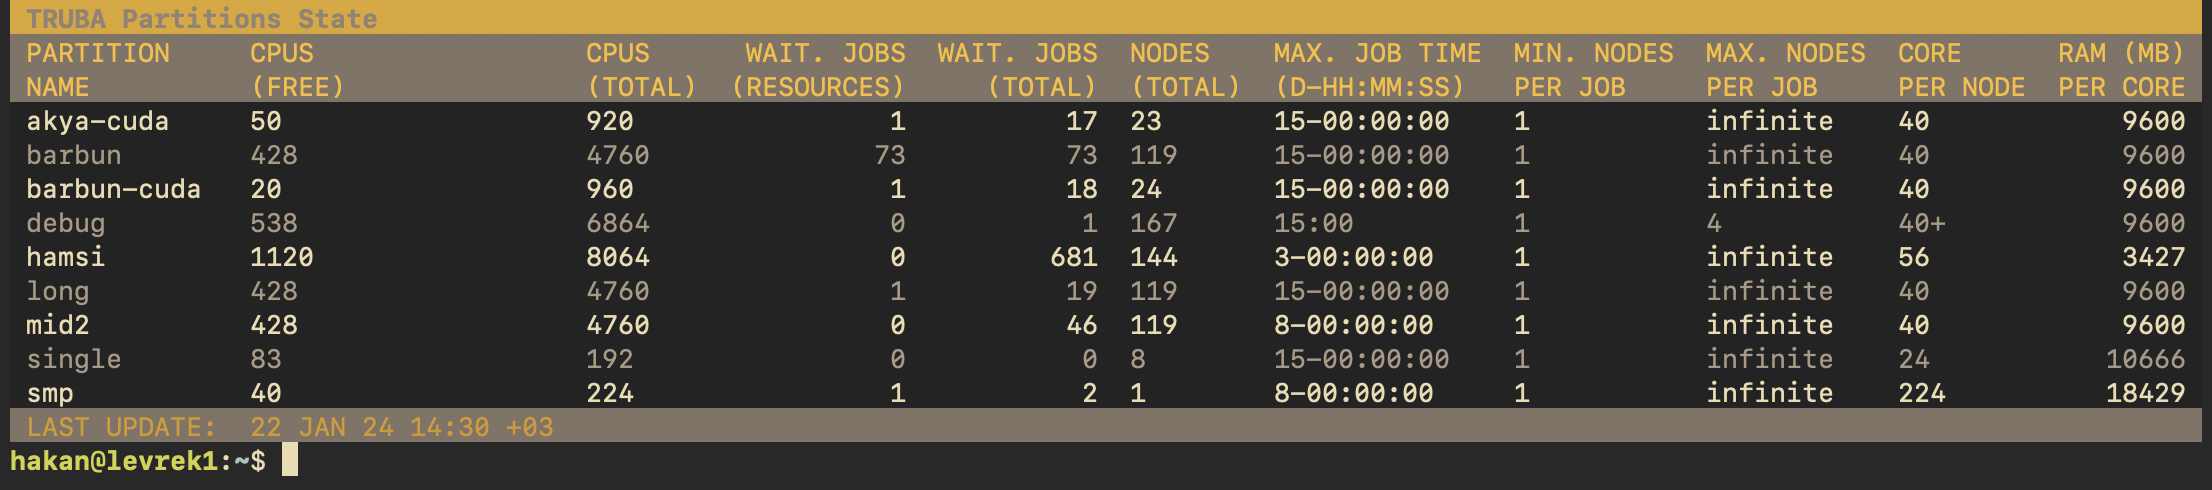 TRUBA Partitions State
PARTITION CPUS CPUS WAIT. JOBS WAIT. JOBS NODES MAX. JOB TIME MIN. NODES MAX. NODES CORE RAM (MB)
NAME (FREE) (TOTAL) (RESOURCES) (TOTAL) (TOTAL) (D-HH:MM:SS) PER JOB PER JOB PER NODE PER CORE
akya-cuda 50 920 1 17 23 15-00:00:00 1 infinite 40 9600
barbun 428 4760 73 73 119 15-00:00:00 1 infinite 40 9600
barbun-cuda 20 960 1 18 24 15-00:00:00 1 infinite 40 9600
debug 538 6864 0 1 167 15:00 1 4 40+ 9600
hamsi 1120 8064 0 681 144 3-00:00:00 1 infinite 56 3427
long 428 4760 1 19 119 15-00:00:00 1 infinite 40 9600
mid2 428 4760 0 46 119 8-00:00:00 1 infinite 40 9600
single 83 192 0 0 8 15-00:00:00 1 infinite 24 10666
smp 40 224 1 2 1 8-00:00:00 1 infinite 224 18429
LAST UPDATE: 22 JAN 24 14:30 +03
hakan@levrek1:~$